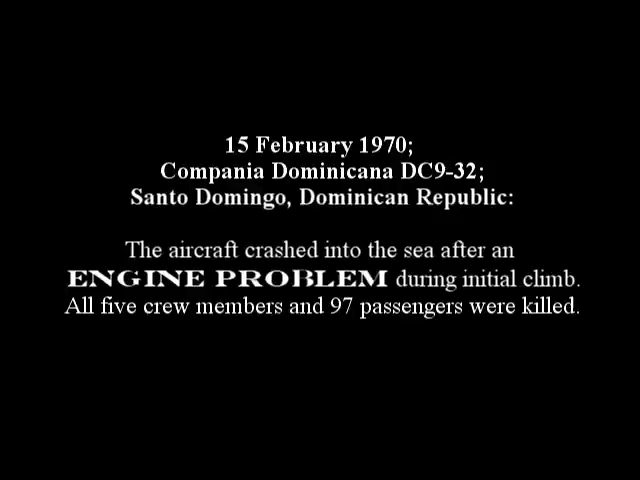 15 February 1970;
Compania Dominicana DC9-32;
Santo Domingo, Dominican Republic:
The aircraft crashed into the sea after an
ENGINE PROBLEM during initial climb.
All five crew members and 97 passengers were killed.